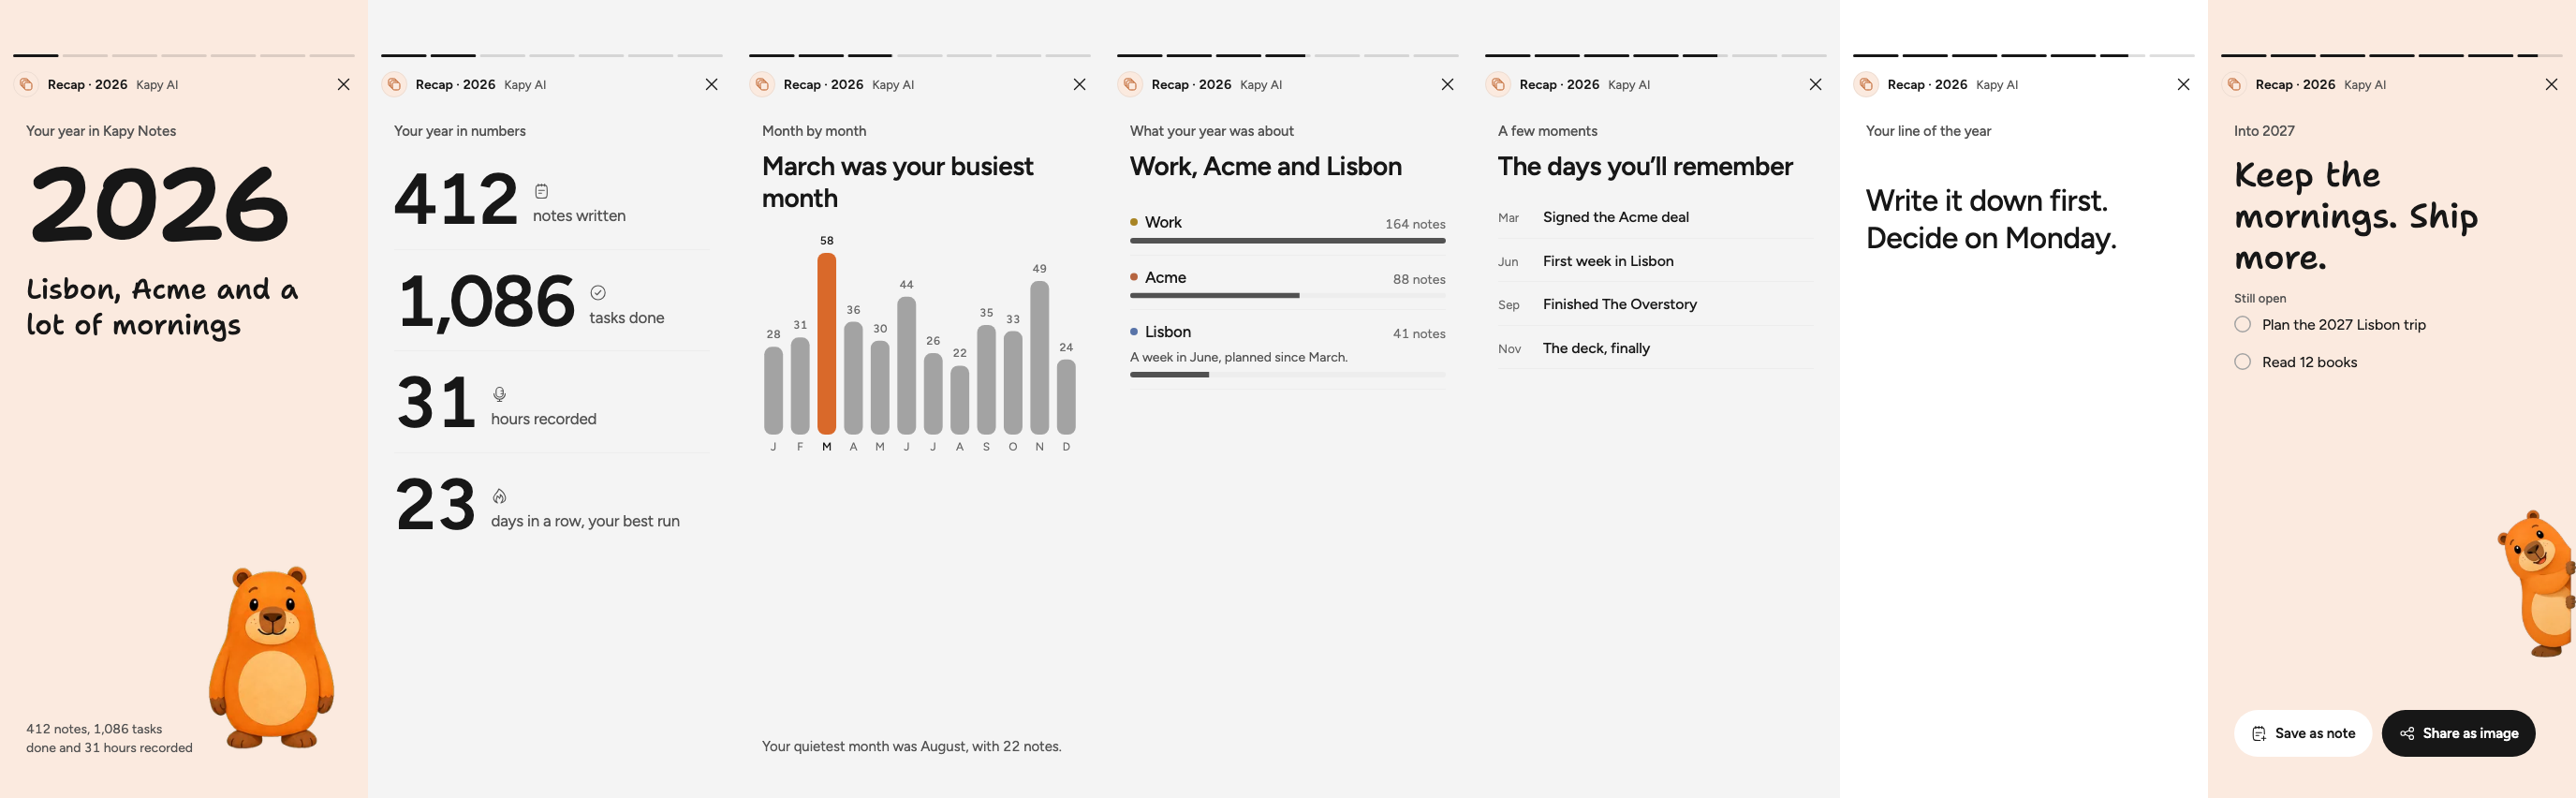 Recap · 2026 Kapy AI
Your year in Kapy Notes
2026
Lisbon, Acme and a
lot of mornings
412 notes, 1,086 tasks
done and 31 hours recorded
Recap · 2026 Kapy AI
Your year in numbers
412 notes written
1,086 tasks done
31 hours recorded
23 days in a row, your best run
Recap · 2026 Kapy AI
Month by month
March was your busiest
month
28 31 58 36 30 44 26 22 35 33 49 24
J F M A M J J A S O N D
Your quietest month was August, with 22 notes.
Recap · 2026 Kapy AI
What your year was about
Work, Acme and Lisbon
Work 164 notes
Acme 88 notes
Lisbon 41 notes
A week in June, planned since March.
Recap · 2026 Kapy AI
A few moments
The days you’ll remember
Mar Signed the Acme deal
Jun First week in Lisbon
Sep Finished The Overstory
Nov The deck, finally
Recap · 2026 Kapy AI
Your line of the year
Write it down first.
Decide on Monday.
Recap · 2026 Kapy AI
Into 2027
Keep the
mornings. Ship
more.
Still open
Plan the 2027 Lisbon trip
Read 12 books
Save as note
Share as image